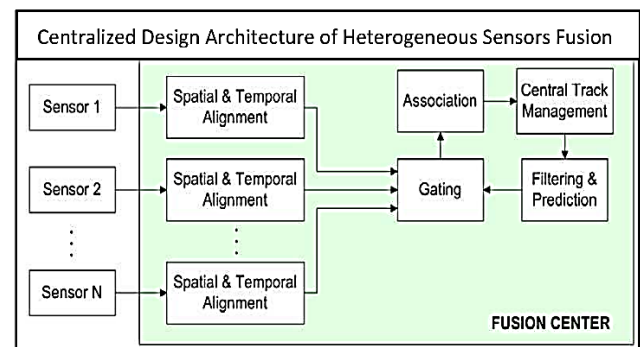 Centralized Design Architecture of Heterogeneous Sensors Fusion
Sensor 1
Spatial & Temporal
Alignment
Association
Central Track
Management
Sensor 2
Spatial & Temporal
Alignment
Gating
Filtering &
Prediction
Sensor N
Spatial & Temporal
Alignment
FUSION CENTER